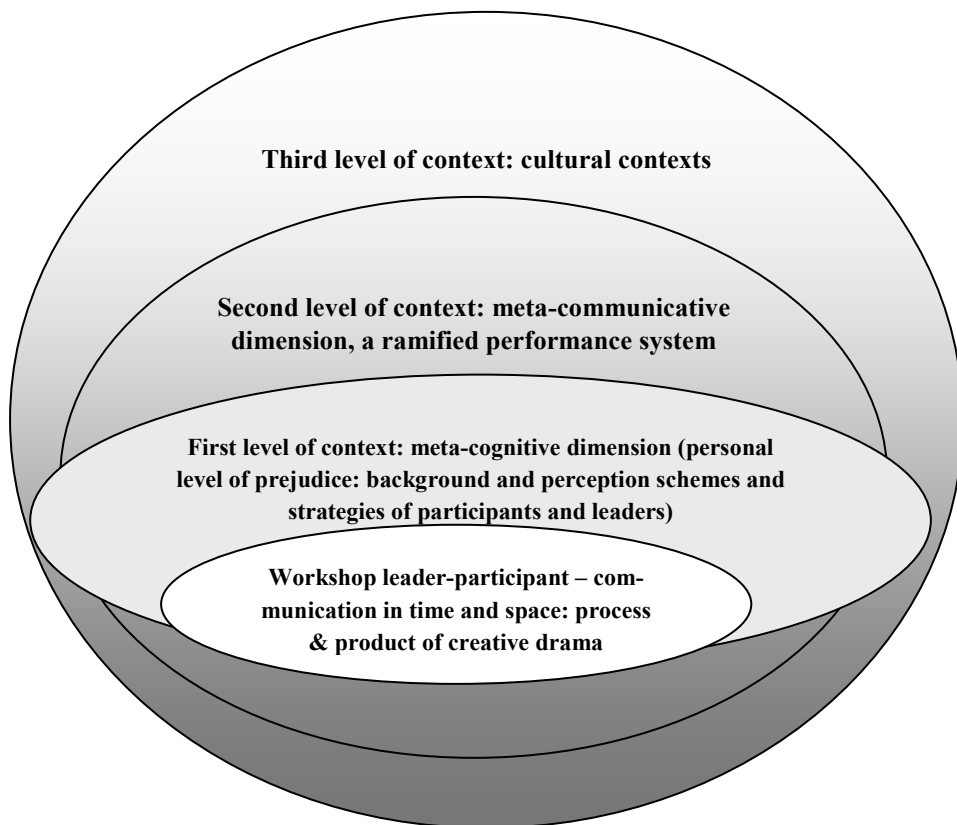 Third level of context: cultural contexts
Second level of context: meta-communicative
dimension, a ramified performance system
First level of context: meta-cognitive dimension (personal
level of prejudice: background and perception schemes and
strategies of participants and leaders)
Workshop leader-participant – com-
munication in time and space: process
& product of creative drama